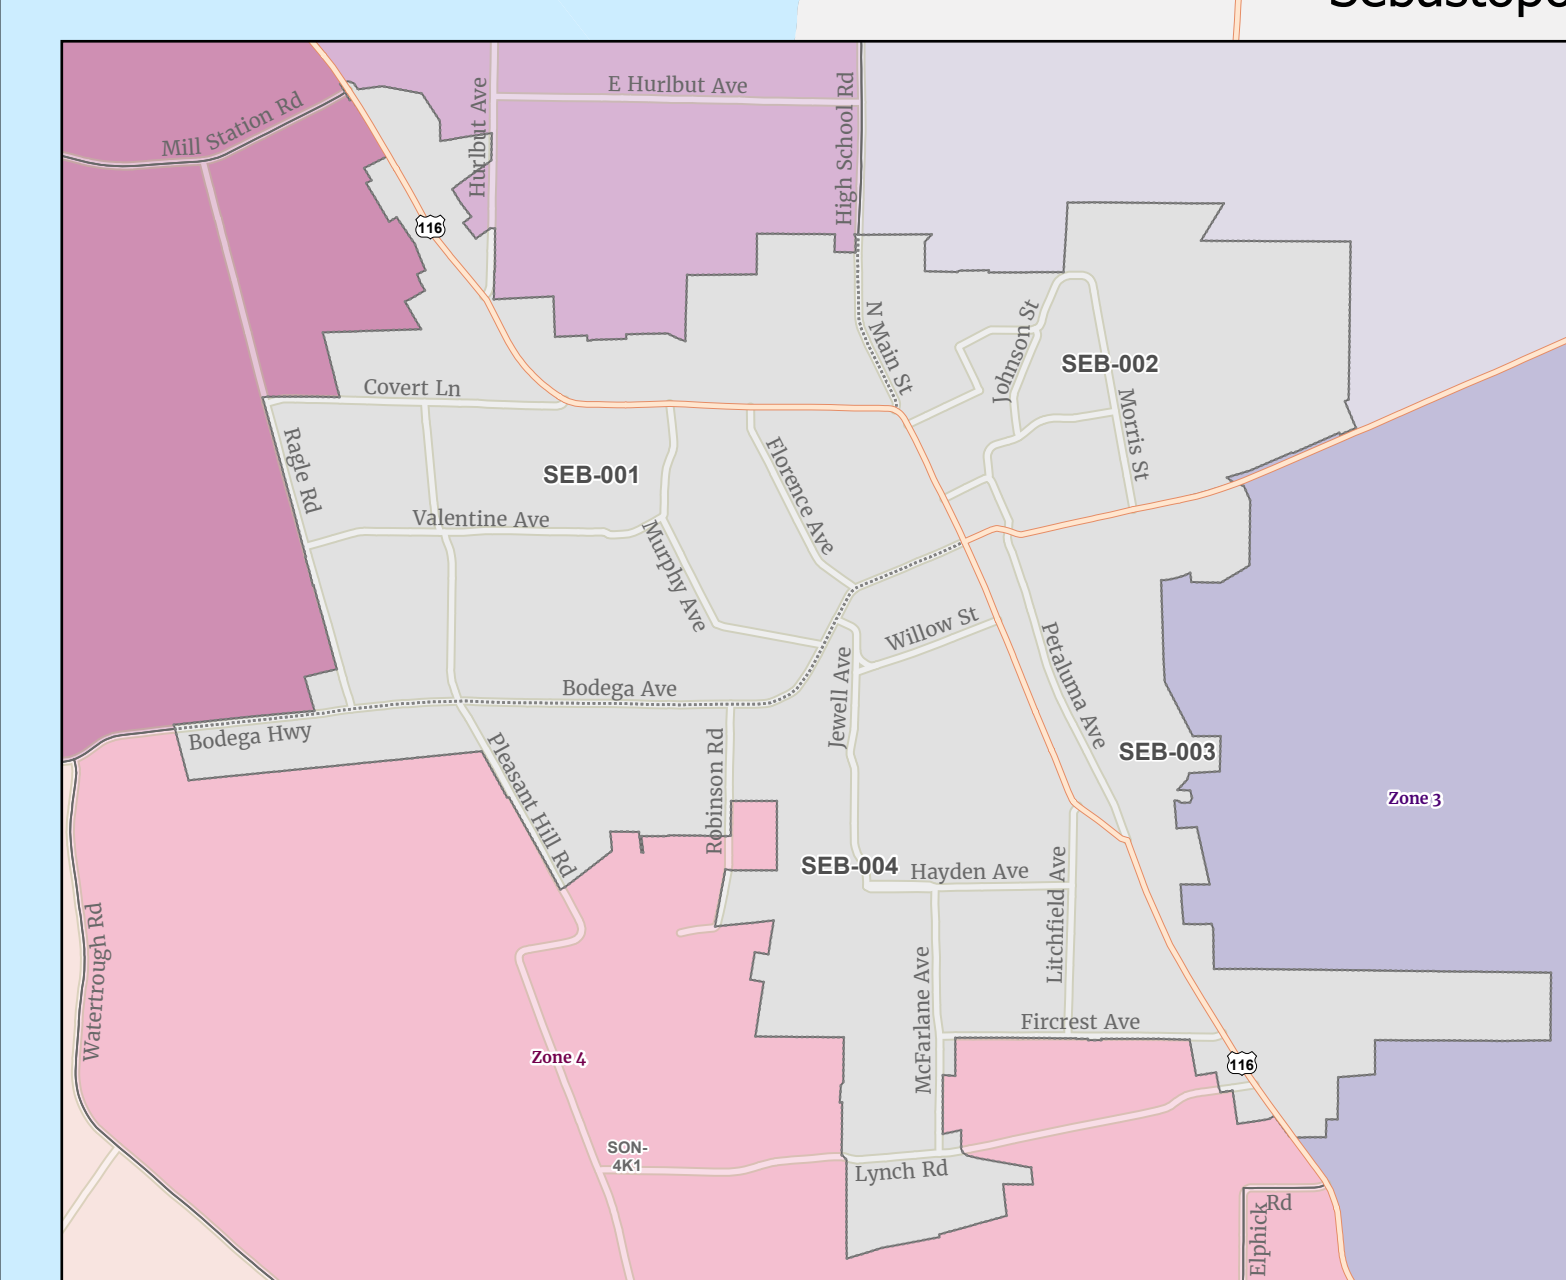 E Hurlbut Ave
Hurlbut Ave
High School Rd
Mill Station Rd
116
N Main St
Johnson St
SEB-002
Covert Ln
Morris St
Ragle Rd
SEB-001
Florence Ave
Valentine Ave
Murphy Ave
Willow St
Petaluma Ave
Jewell Ave
Bodega Ave
Bodega Hwy
Pleasant Hill Rd
Robinson Rd
SEB-003
Zone 3
SEB-004
Hayden Ave
Litchfield Ave
Watertrough Rd
McFarlane Ave
Fircrest Ave
Zone 4
116
SON-
4K1
Lynch Rd
Elphick
Rd